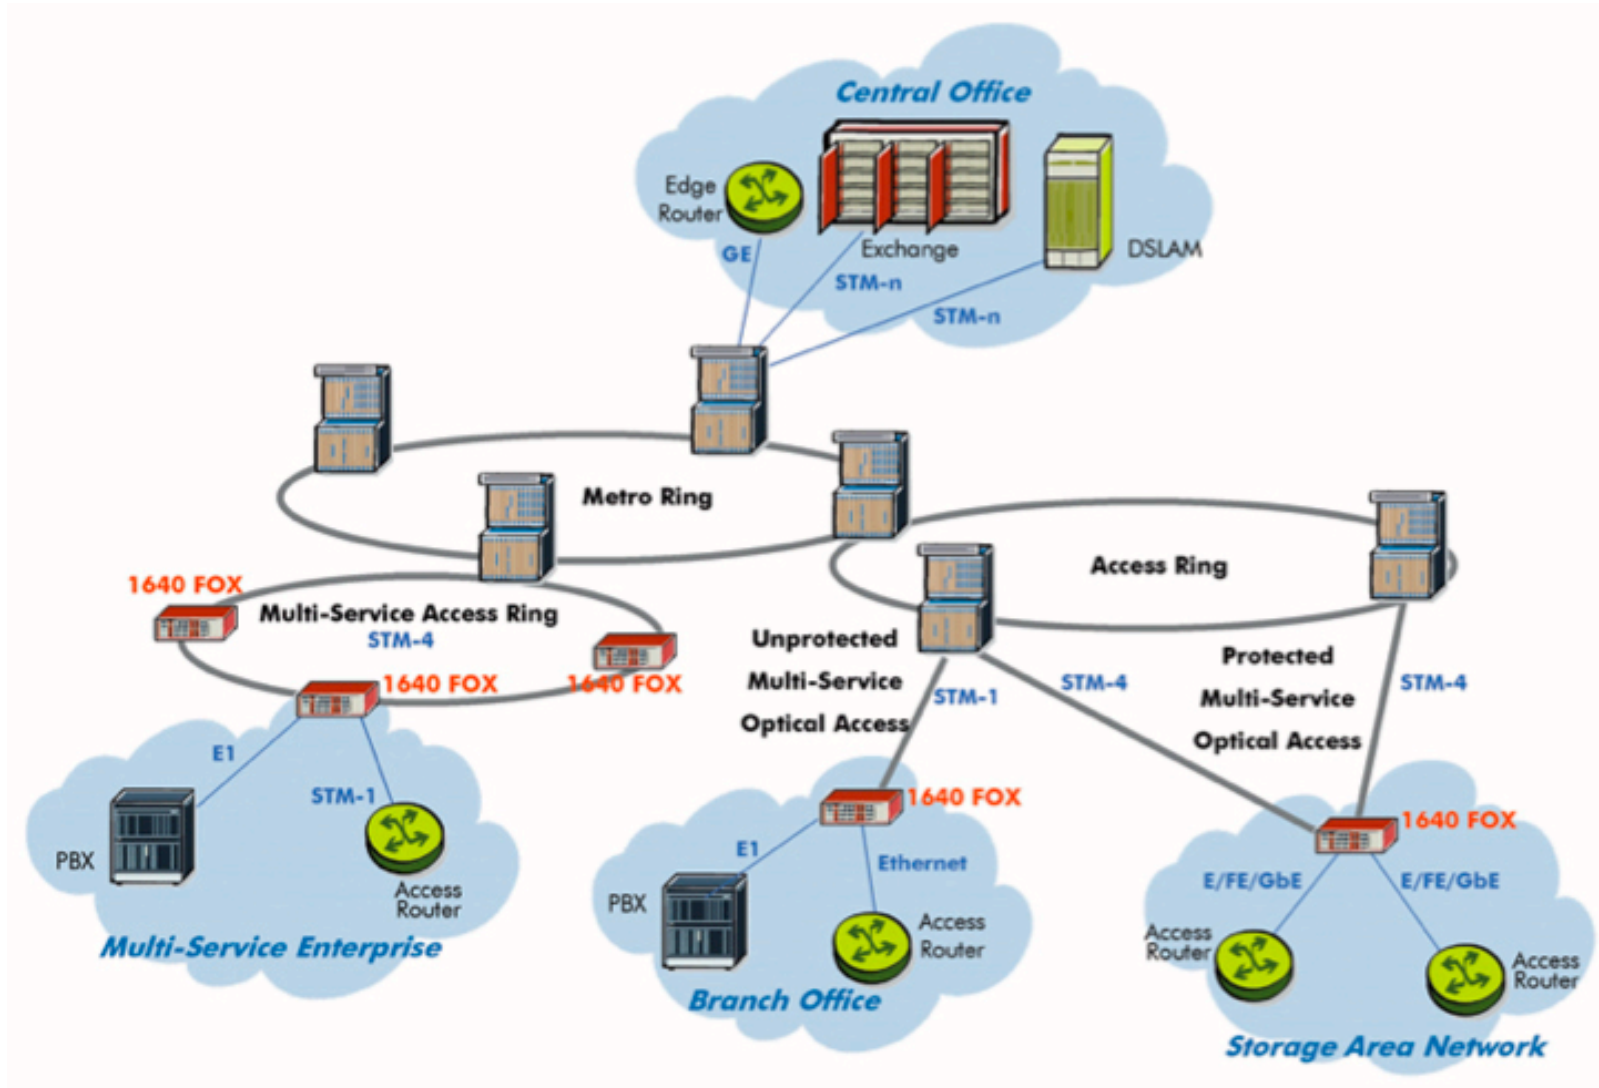 Central Office
Edge
Router
Exchange
DSLAM
GE
STM-n
STM-n
Metro Ring
Access Ring
1640 FOX
Multi-Service Access Ring
STM-4
1640 FOX
1640 FOX
Unprotected
Multi-Service
Optical Access
STM-1
STM-4
Protected
Multi-Service
Optical Access
STM-4
E1
STM-1
PBX
Access
Router
Multi-Service Enterprise
1640 FOX
E1
Ethernet
PBX
Access
Router
Branch Office
1640 FOX
E/FE/GbE
E/FE/GbE
Access
Router
Access
Router
Storage Area Network